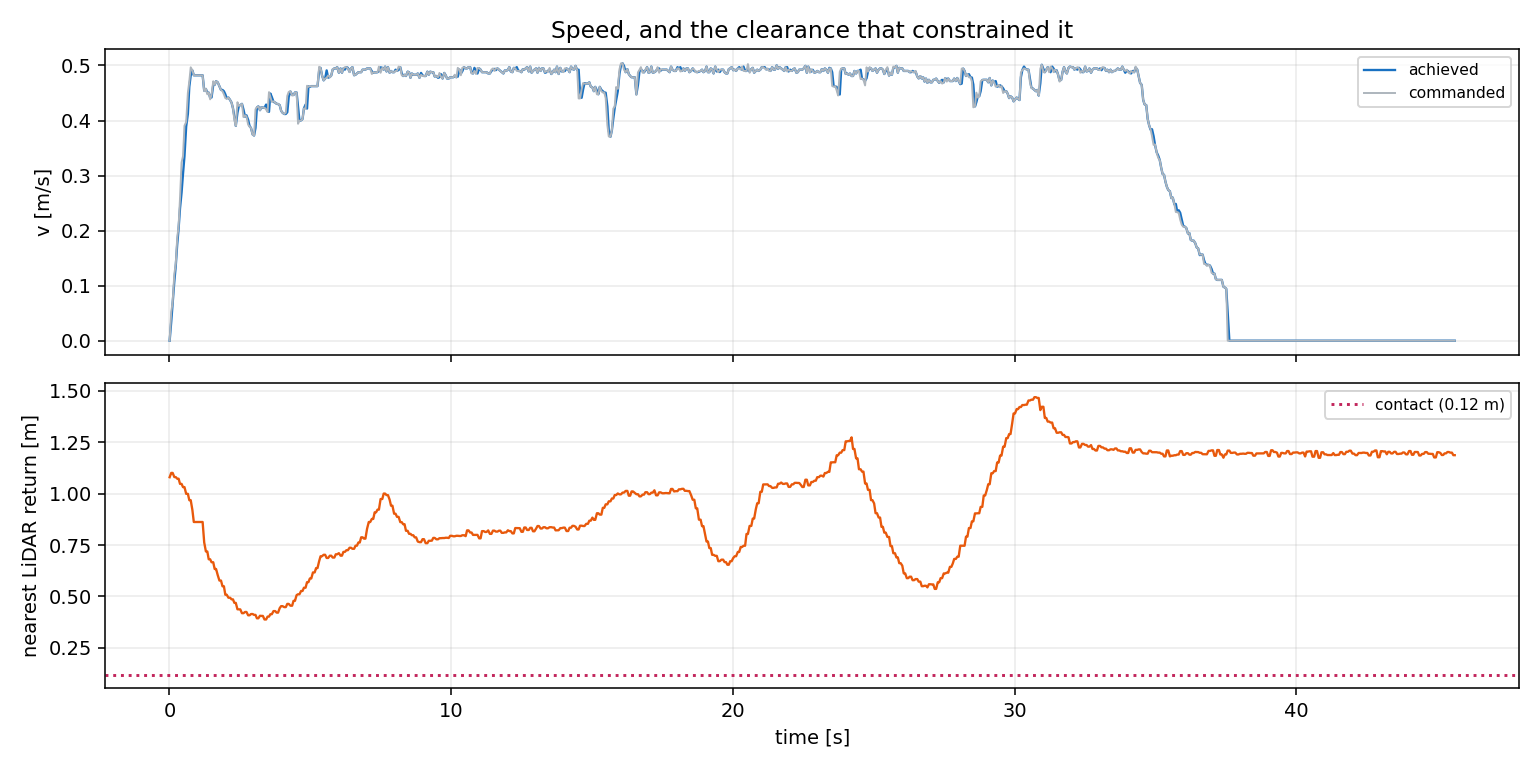 Speed, and the clearance that constrained it
v [m/s]
0.5
0.4
0.3
0.2
0.1
0.0
achieved
commanded
nearest LiDAR return [m]
1.50
1.25
1.00
0.75
0.50
0.25
contact (0.12 m)
0 10 20 30 40
time [s]